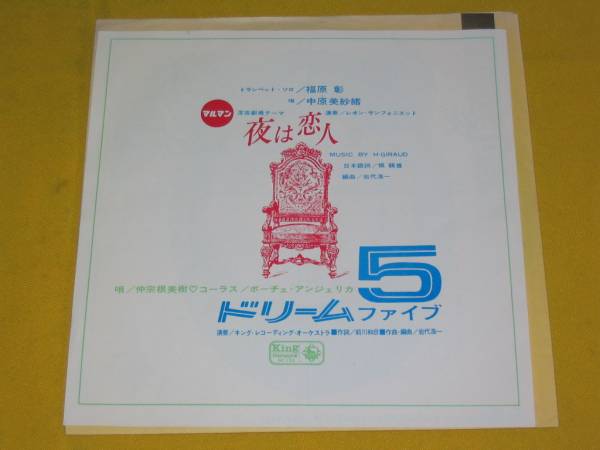 トランペット・ソロ／福原 彰
唄／中原美紗緒
マルマン
深夜劇場テーマ
演奏／レオン・サンフォニエット
夜は恋人
MUSIC BY H・GIRAUD
日本語詞／
編曲／岩代浩一
唄／仲宗根美樹♡コーラス／ボーチェ・アンジェリカ
5
ドリームファイブ
演奏／キング・レコーディング・オーケストラ■作詞／前川和臣■作曲・編曲／岩代浩一
King